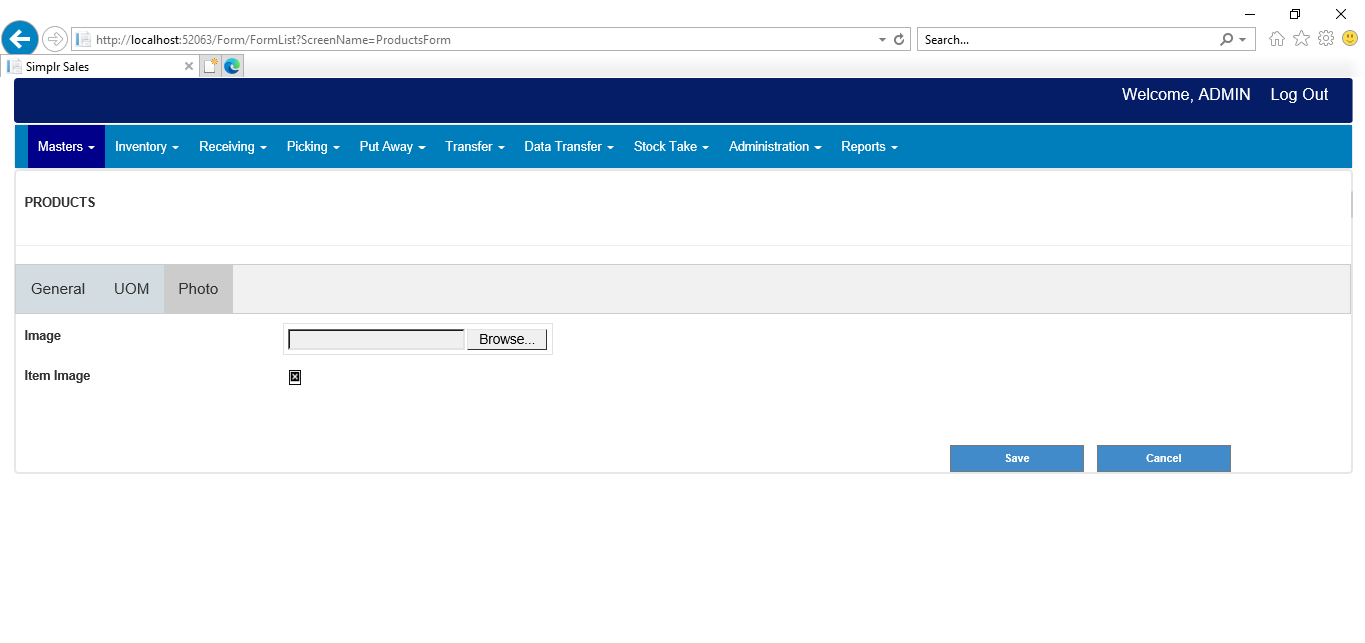 http://localhost:52063/Form/FormList?ScreenName=ProductsForm
Search...
Simplr Sales
Welcome, ADMIN Log Out
Masters Inventory Receiving Picking Put Away Transfer Data Transfer Stock Take Administration Reports
PRODUCTS
General UOM Photo
Image Browse...
Item Image
Save Cancel